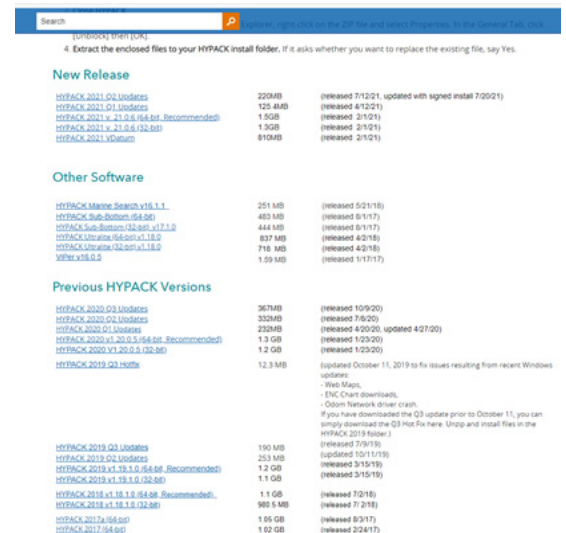 Close HYPACK
Search
Explorer, right click on the ZIP file and select Properties. In the General Tab, click
[Unblock] then [OK].
4. Extract the enclosed files to your HYPACK install folder. If it asks whether you want to replace the existing file, say Yes.
New Release
HYPACK 2021 Q2 Updates 220MB (released 7/12/21, updated with signed install 7/20/21)
HYPACK 2021 Q1 Updates 125.4MB (released 4/12/21)
HYPACK 2021 v. 21.0.6 (64-bit, Recommended) 1.5GB (released 2/1/21)
HYPACK 2021 v. 21.0.6 (32-bit) 1.3GB (released 2/1/21)
HYPACK 2021 VDatum 810MB (released 2/1/21)
Other Software
HYPACK Marine Search v16.1.1 251 MB (released 5/21/18)
HYPACK Sub-Bottom (64-bit) 483 MB (released 8/1/17)
HYPACK Sub-Bottom (32-bit) v17.1.0 444 MB (released 8/1/17)
HYPACK Ultralite (64-bit) v1.18.0 837 MB (released 4/2/18)
HYPACK Ultralite (32-bit) v1.18.0 718 MB (released 4/2/18)
VIPer v16.0.5 1.59 MB (released 1/17/17)
Previous HYPACK Versions
HYPACK 2020 Q3 Updates 367MB (released 10/9/20)
HYPACK 2020 Q2 Updates 332MB (released 7/6/20)
HYPACK 2020 Q1 Updates 232MB (released 4/20/20, updated 4/27/20)
HYPACK 2020 v1.20.0.5 (64-bit, Recommended) 1.3 GB (released 1/23/20)
HYPACK 2020 V1.20.0.5 (32-bit) 1.2 GB (released 1/23/20)
HYPACK 2019 Q3 Hotfix 12.3 MB (updated October 11, 2019 to fix issues resulting from recent Windows
updates:
- Web Maps,
- ENC Chart downloads,
- Odom Network driver crash.
If you have downloaded the Q3 update prior to October 11, you can
simply download the Q3 Hot Fix here. Unzip and install files in the
HYPACK 2019 folder.)
HYPACK 2019 Q3 Updates 190 MB (released 7/9/19)
HYPACK 2019 Q2 Updates 253 MB (updated 10/11/19)
HYPACK 2019 v1.19.1.0 (64-bit, Recommended) 1.2 GB (released 3/15/19)
HYPACK 2019 v1.19.1.0 (32-bit) 1.1 GB (released 3/15/19)
HYPACK 2018 v1.18.1.0 (64-bit, Recommended) 1.1 GB (released 7/2/18)
HYPACK 2018 v1.18.1.0 (32-bit) 980.5 MB (released 7/ 2/18)
HYPACK 2017a (64-bit) 1.05 GB (released 8/3/17)
HYPACK 2017 (64-bit) 1.02 GB (released 2/24/17)